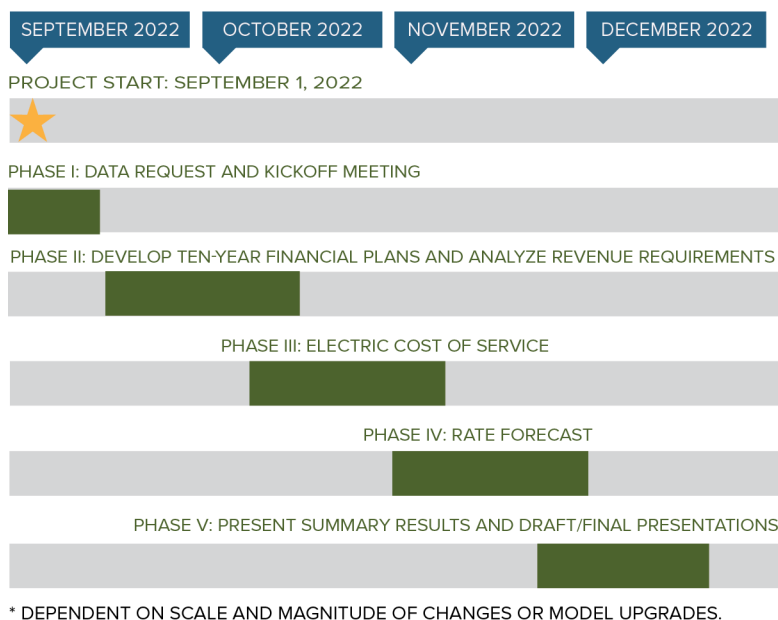 SEPTEMBER 2022 OCTOBER 2022 NOVEMBER 2022 DECEMBER 2022
PROJECT START: SEPTEMBER 1, 2022
PHASE I: DATA REQUEST AND KICKOFF MEETING
PHASE II: DEVELOP TEN-YEAR FINANCIAL PLANS AND ANALYZE REVENUE REQUIREMENTS
PHASE III: ELECTRIC COST OF SERVICE
PHASE IV: RATE FORECAST
PHASE V: PRESENT SUMMARY RESULTS AND DRAFT/FINAL PRESENTATIONS
* DEPENDENT ON SCALE AND MAGNITUDE OF CHANGES OR MODEL UPGRADES.